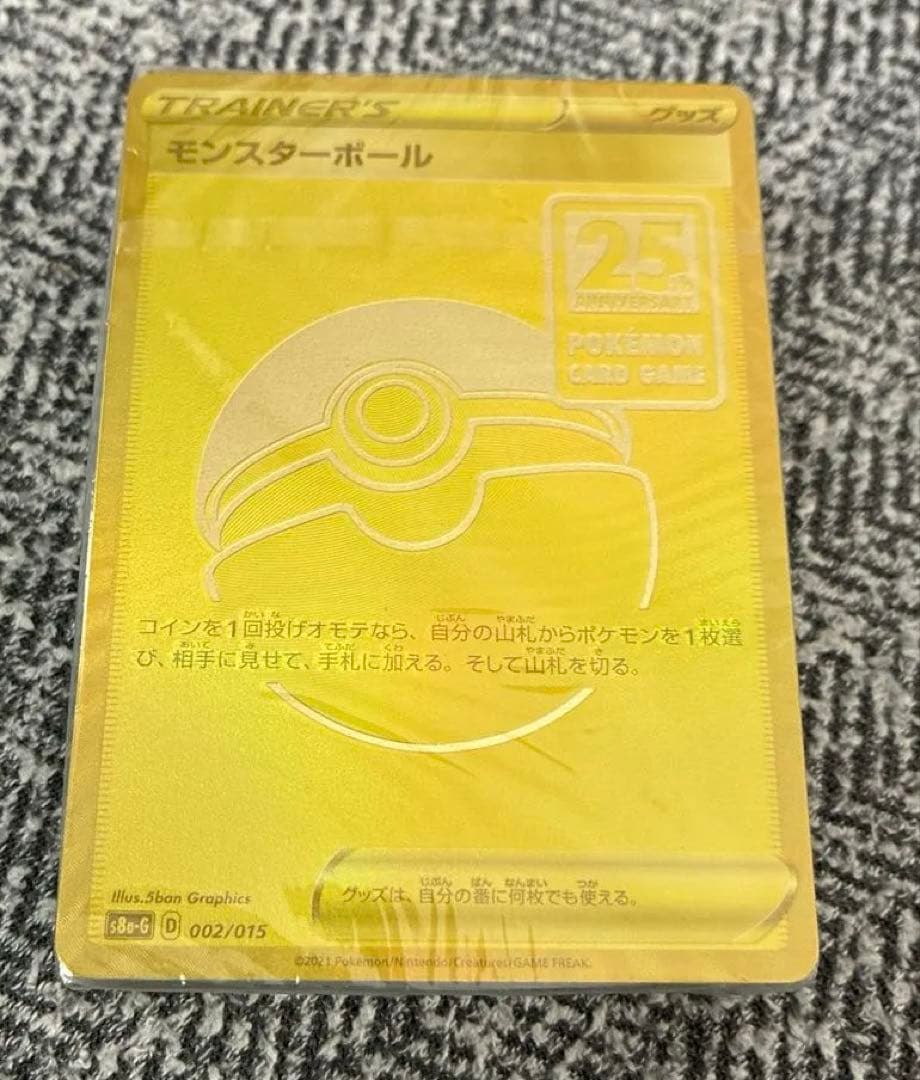 TRAINER'S
グッズ
モンスターボール
25th
ANNIVERSARY
POKÉMON
CARD GAME
コインを1回投げオモテなら、自分の山札からポケモンを1枚選
び、相手に見せて、手札に加える。そして山札を切る。
グッズは、自分の番に何枚でも使える。
Illus.5ban Graphics
s8a-G D 002/015
©2021 Pokémon/Nintendo/Creatures/GAME FREAK.